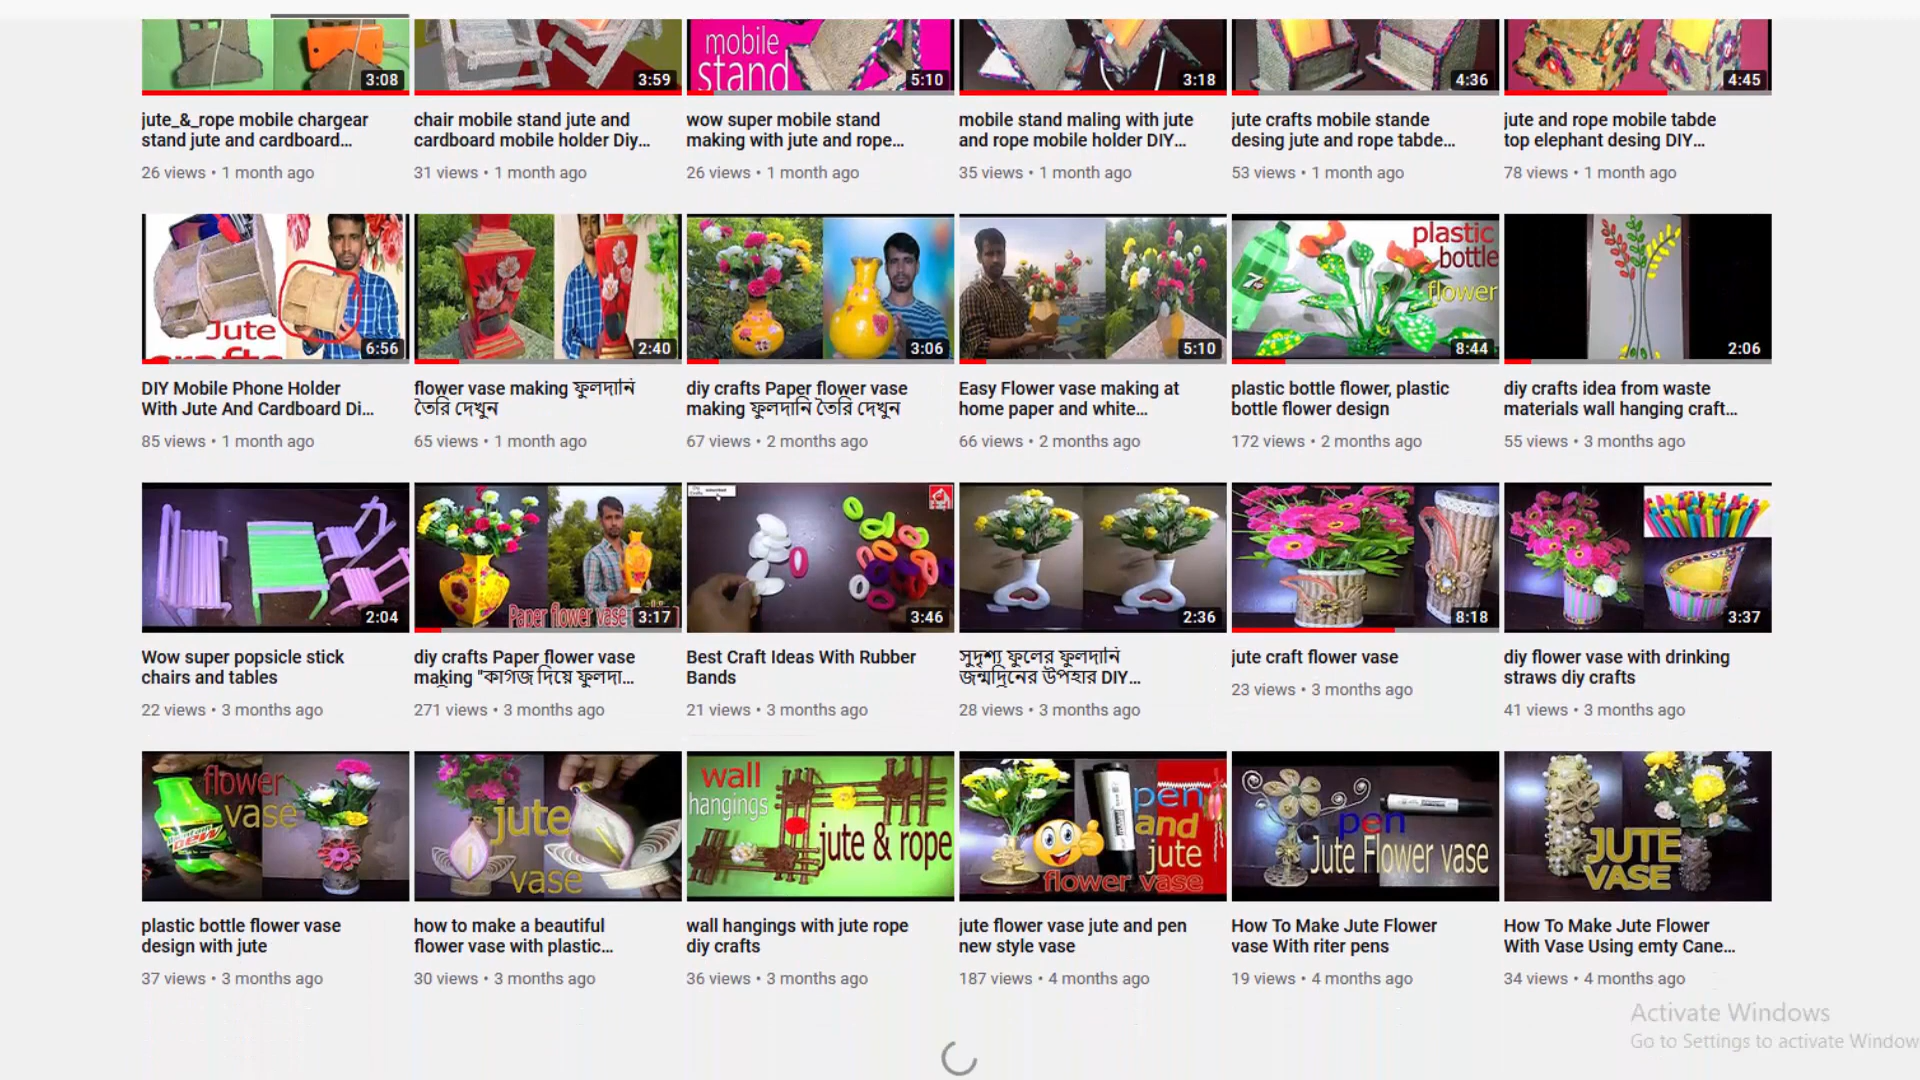 mobile
stand
3:08
3:59
5:10
3:18
4:36
4:45
jute_&_rope mobile chargear
stand jute and cardboard...
26 views • 1 month ago
chair mobile stand jute and
cardboard mobile holder Diy...
31 views • 1 month ago
wow super mobile stand
making with jute and rope...
26 views • 1 month ago
mobile stand maling with jute
and rope mobile holder DIY...
35 views • 1 month ago
jute crafts mobile stande
desing jute and rope tabde...
53 views • 1 month ago
jute and rope mobile tabde
top elephant desing DIY...
78 views • 1 month ago
Jute
crafts
6:56
2:40
3:06
5:10
plastic
bottle
flower
8:44
2:06
DIY Mobile Phone Holder
With Jute And Cardboard Di...
85 views • 1 month ago
flower vase making ফুলদানি
তৈরি দেখুন
65 views • 1 month ago
diy crafts Paper flower vase
making ফুলদানি তৈরি দেখুন
67 views • 2 months ago
Easy Flower vase making at
home paper and white...
66 views • 2 months ago
plastic bottle flower, plastic
bottle flower design
172 views • 2 months ago
diy crafts idea from waste
materials wall hanging craft...
55 views • 3 months ago
2:04
Paper flower vase
3:17
3:46
2:36
8:18
3:37
Wow super popsicle stick
chairs and tables
22 views • 3 months ago
diy crafts Paper flower vase
making "কাগজ দিয়ে ফুলদা...
271 views • 3 months ago
Best Craft Ideas With Rubber
Bands
21 views • 3 months ago
সুদৃশ্য ফুলের ফুলদানি
জন্মদিনের উপহার DIY...
28 views • 3 months ago
jute craft flower vase
23 views • 3 months ago
diy flower vase with drinking
straws diy crafts
41 views • 3 months ago
flower
vase
jute
vase
wall
hangings
jute & rope
pen
and
jute
flower vase
pen
Jute Flower vase
JUTE
VASE
plastic bottle flower vase
design with jute
37 views • 3 months ago
how to make a beautiful
flower vase with plastic...
30 views • 3 months ago
wall hangings with jute rope
diy crafts
36 views • 3 months ago
jute flower vase jute and pen
new style vase
187 views • 4 months ago
How To Make Jute Flower
vase With riter pens
19 views • 4 months ago
How To Make Jute Flower
With Vase Using emty Cane...
34 views • 4 months ago
Activate Windows
Go to Settings to activate Window